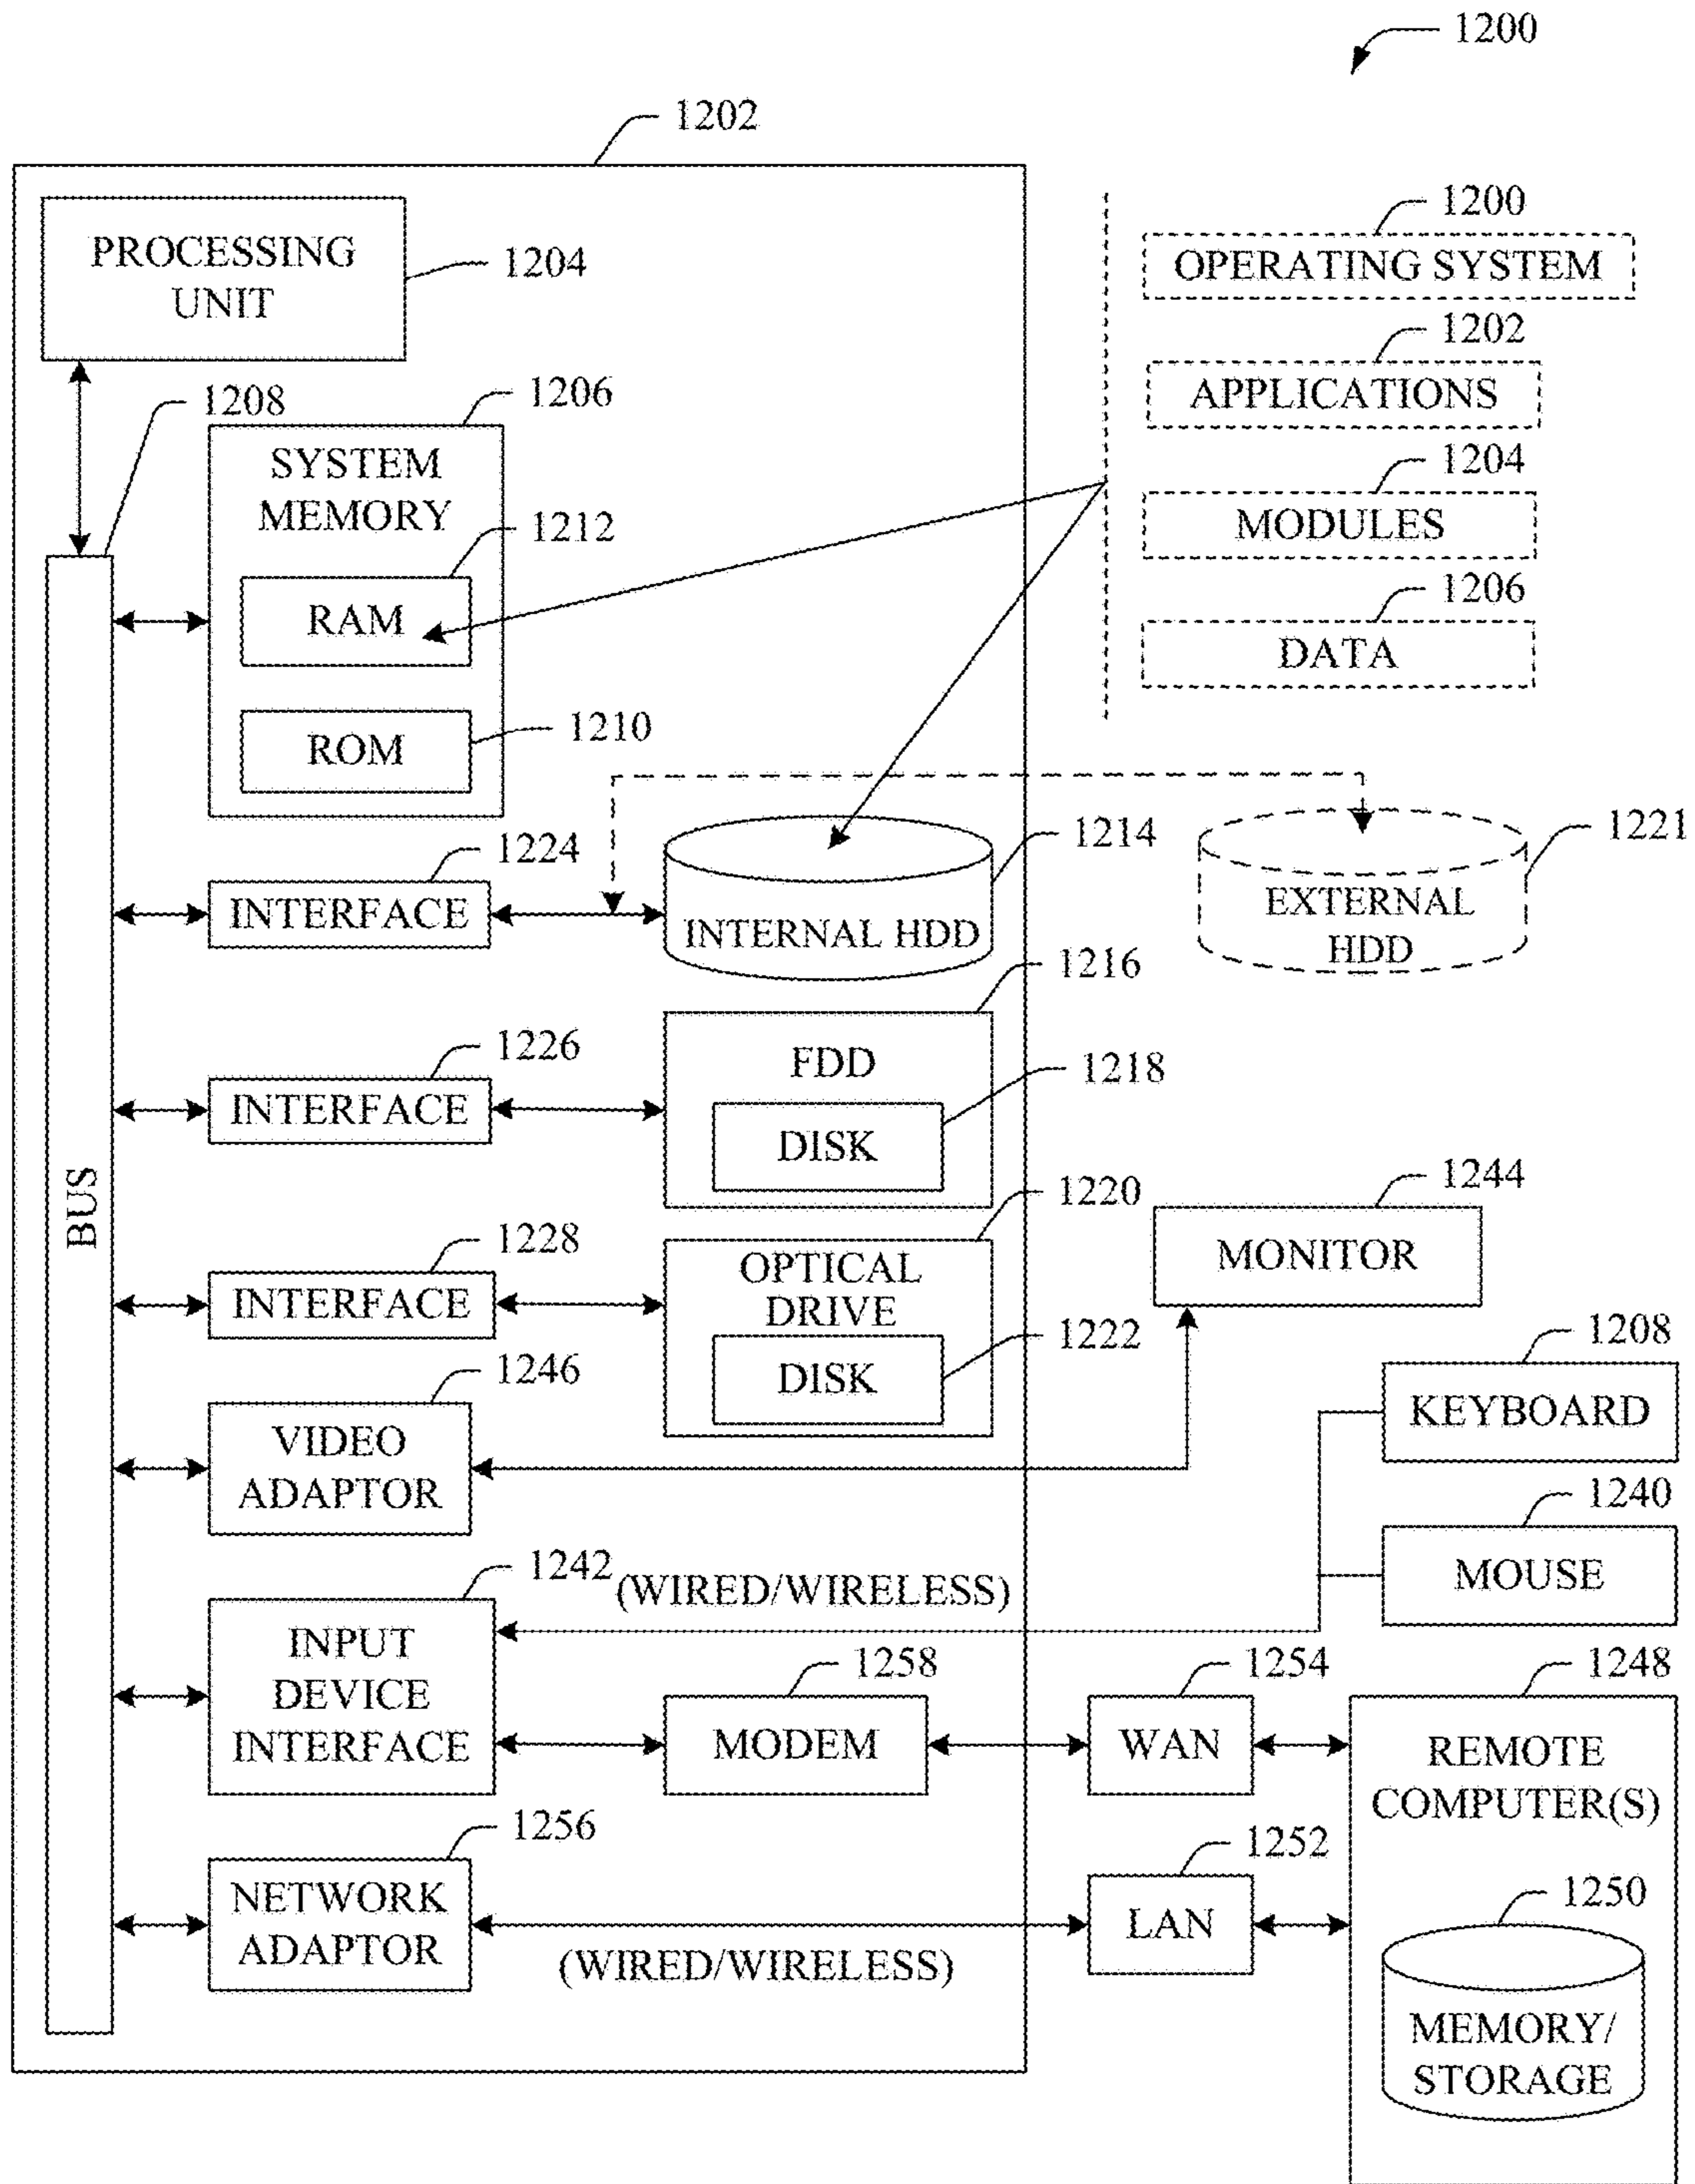 1200
1202
PROCESSING
UNIT
1204
1200
OPERATING SYSTEM
1202
APPLICATIONS
1204
MODULES
1206
DATA
1208
1206
SYSTEM
MEMORY
1212
RAM
1210
ROM
1224
INTERFACE
1214
INTERNAL HDD
1221
EXTERNAL
HDD
1216
1226
INTERFACE
FDD
1218
DISK
BUS
1220
1228
INTERFACE
OPTICAL
DRIVE
1222
DISK
1244
MONITOR
1246
VIDEO
ADAPTOR
1208
KEYBOARD
1240
MOUSE
1242
(WIRED/WIRELESS)
INPUT
DEVICE
INTERFACE
1258
MODEM
1254
WAN
1248
REMOTE
COMPUTER(S)
1256
NETWORK
ADAPTOR
(WIRED/WIRELESS)
1252
LAN
1250
MEMORY/
STORAGE